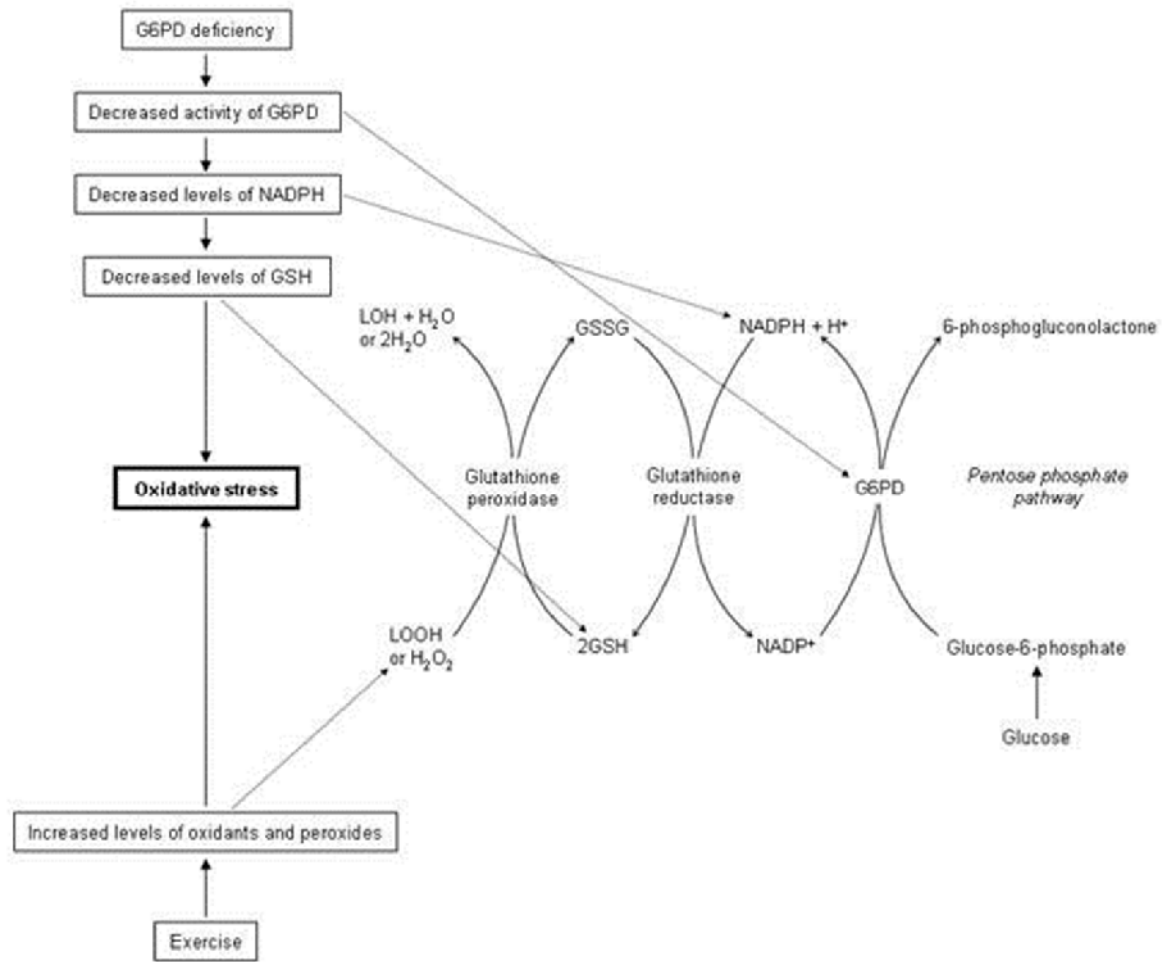 G6PD deficiency
Decreased activity of G6PD
Decreased levels of NADPH
Decreased levels of GSH
LOH + H₂O
or 2H₂O
GSSG
NADPH + H⁺
6-phosphogluconolactone
Oxidative stress
Glutathione
peroxidase
Glutathione
reductase
G6PD
Pentose phosphate
pathway
LOOH
or H₂O₂
2GSH
NADP⁺
Glucose-6-phosphate
Glucose
Increased levels of oxidants and peroxides
Exercise